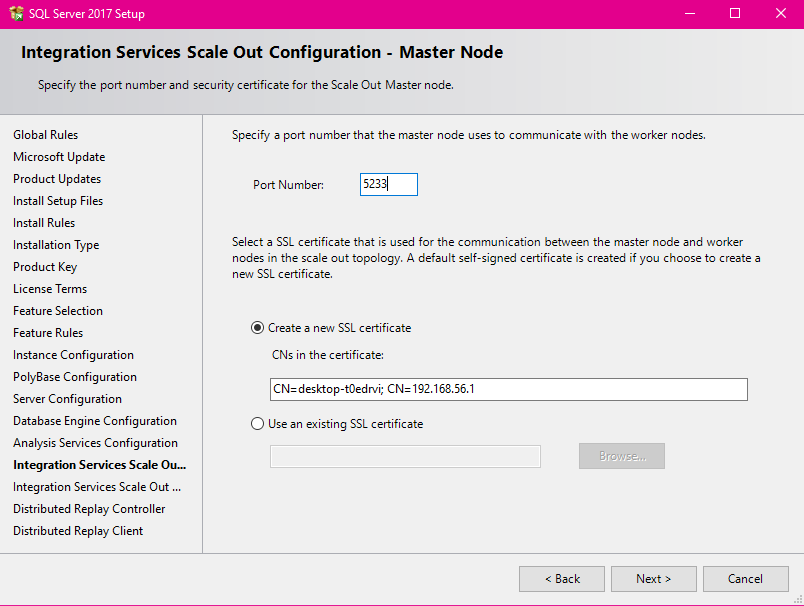 SQL Server 2017 Setup
Integration Services Scale Out Configuration - Master Node
Specify the port number and security certificate for the Scale Out Master node.
Global Rules
Microsoft Update
Product Updates
Install Setup Files
Install Rules
Installation Type
Product Key
License Terms
Feature Selection
Feature Rules
Instance Configuration
PolyBase Configuration
Server Configuration
Database Engine Configuration
Analysis Services Configuration
Integration Services Scale Ou...
Integration Services Scale Out ...
Distributed Replay Controller
Distributed Replay Client
Specify a port number that the master node uses to communicate with the worker nodes.
Port Number: 5233
Select a SSL certificate that is used for the communication between the master node and worker
nodes in the scale out topology. A default self-signed certificate is created if you choose to create a
new SSL certificate.
Create a new SSL certificate
CNs in the certificate:
CN=desktop-t0edrvi; CN=192.168.56.1
Use an existing SSL certificate
Browse...
< Back Next > Cancel